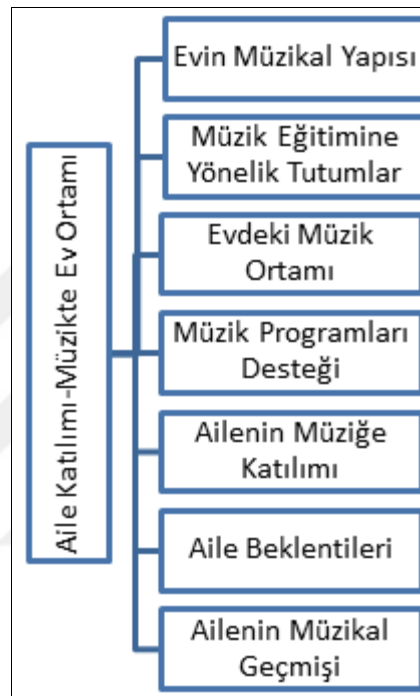 Aile Katılımı-Müzikte Ev Ortamı
Evin Müzikal Yapısı
Müzik Eğitimine
Yönelik Tutumlar
Evdeki Müzik
Ortamı
Müzik Programları
Desteği
Ailenin Müziğe
Katılımı
Aile Beklentileri
Ailenin Müzikal
Geçmişi